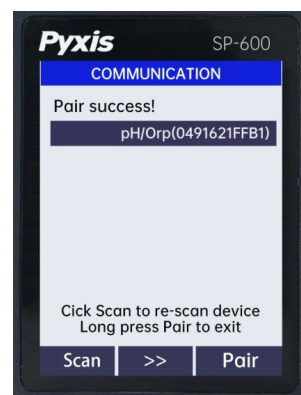 Pyxis SP-600
COMMUNICATION
Pair success!
pH/Orp(0491621FFB1)
Cick Scan to re-scan device
Long press Pair to exit
Scan >> Pair